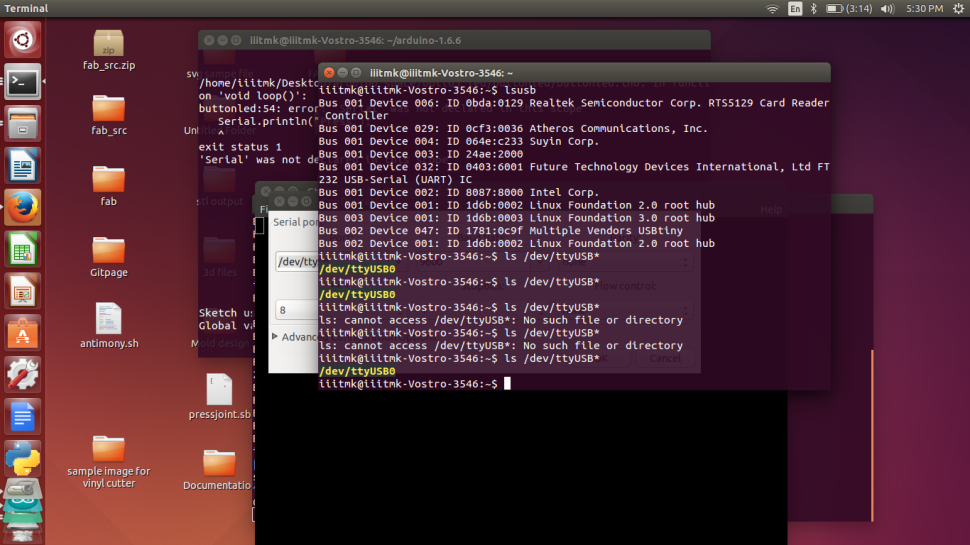 Terminal
En
(3:14)
5:30 PM
fab_src.zip
fab_src
fab
Gitpage
antimony.sh
pressjoint.sb
sample image for
vinyl cutter
Documentatio
iiitmk@iiitmk-Vostro-3546: ~/arduino-1.6.6
/home/iiitmk/Deskto
on 'void loop()':
buttonled:54: erro
Serial.println("
^
exit status 1
'Serial' was not de
stl output
3d files
Sketch us
Global va
Mold design
Fi
Help
Serial por
/dev/tty
flow control:
8
Advanc
Cancel
iiitmk@iiitmk-Vostro-3546: ~
iiitmk@iiitmk-Vostro-3546:~$ lsusb
Bus 001 Device 006: ID 0bda:0129 Realtek Semiconductor Corp. RTS5129 Card Reader
Controller
Bus 001 Device 029: ID 0cf3:0036 Atheros Communications, Inc.
Bus 001 Device 004: ID 064e:c233 Suyin Corp.
Bus 001 Device 003: ID 24ae:2000
Bus 001 Device 032: ID 0403:6001 Future Technology Devices International, Ltd FT
232 USB-Serial (UART) IC
Bus 001 Device 002: ID 8087:8000 Intel Corp.
Bus 001 Device 001: ID 1d6b:0002 Linux Foundation 2.0 root hub
Bus 003 Device 001: ID 1d6b:0003 Linux Foundation 3.0 root hub
Bus 002 Device 047: ID 1781:0c9f Multiple Vendors USBtiny
Bus 002 Device 001: ID 1d6b:0002 Linux Foundation 2.0 root hub
iiitmk@iiitmk-Vostro-3546:~$ ls /dev/ttyUSB*
/dev/ttyUSB0
iiitmk@iiitmk-Vostro-3546:~$ ls /dev/ttyUSB*
/dev/ttyUSB0
iiitmk@iiitmk-Vostro-3546:~$ ls /dev/ttyUSB*
ls: cannot access /dev/ttyUSB*: No such file or directory
iiitmk@iiitmk-Vostro-3546:~$ ls /dev/ttyUSB*
ls: cannot access /dev/ttyUSB*: No such file or directory
iiitmk@iiitmk-Vostro-3546:~$ ls /dev/ttyUSB*
/dev/ttyUSB0
iiitmk@iiitmk-Vostro-3546:~$